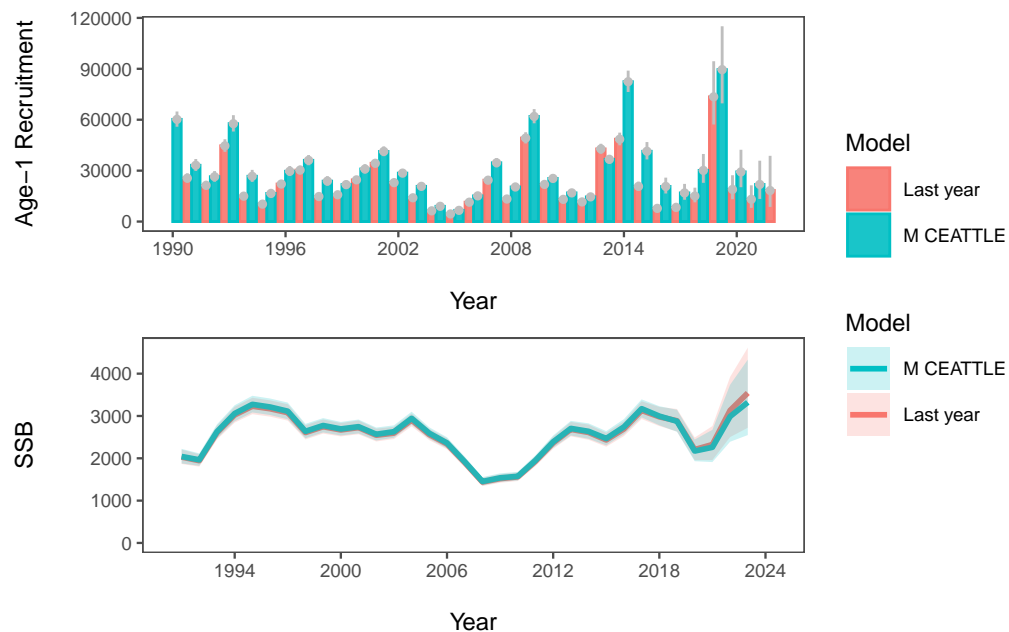 120000
90000
60000
30000
0
Age−1 Recruitment
1990
1996
2002
2008
2014
2020
Year
Model
Last year
M CEATTLE
4000
3000
2000
1000
0
SSB
1994
2000
2006
2012
2018
2024
Year
Model
M CEATTLE
Last year